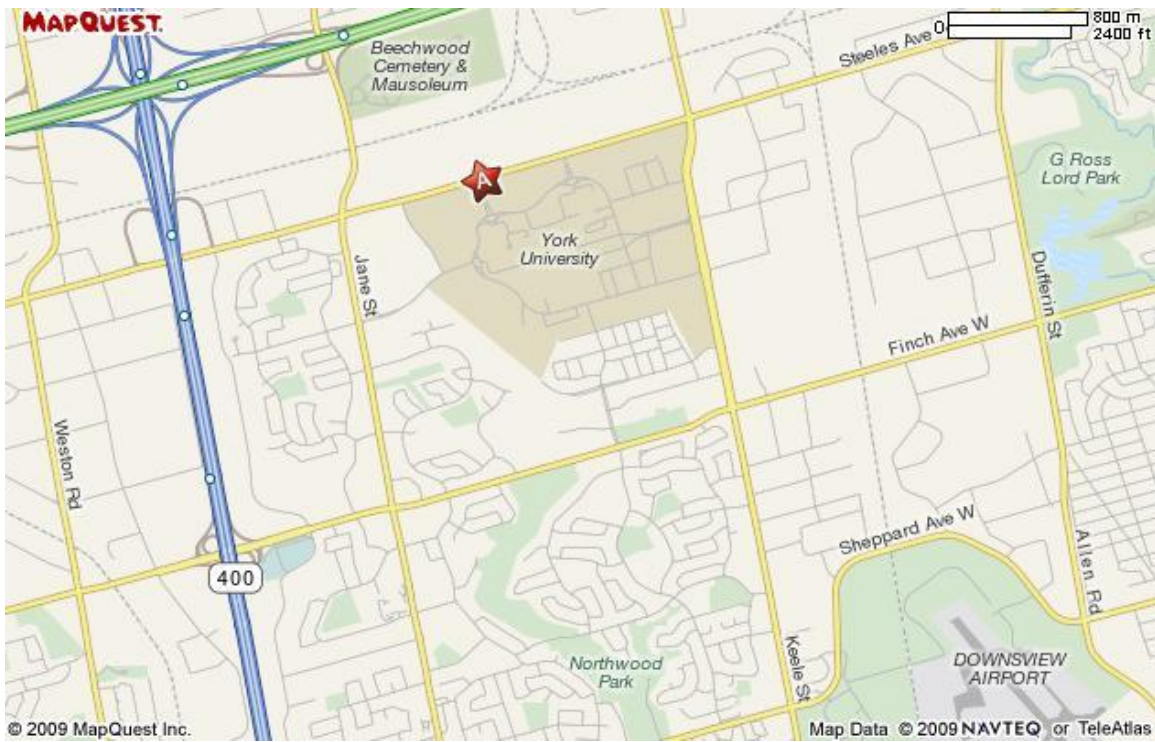 MAPQUEST.
0
800 m
2400 ft
Beechwood
Cemetery &
Mausoleum
Steeles Ave
A
G Ross
Lord Park
York
University
Jane St
Dufferin St
Finch Ave W
Weston Rd
Sheppard Ave W
Allen Rd
400
Keele St
Northwood
Park
DOWNSVIEW
AIRPORT
© 2009 MapQuest Inc.
Map Data © 2009 NAVTEQ or TeleAtlas